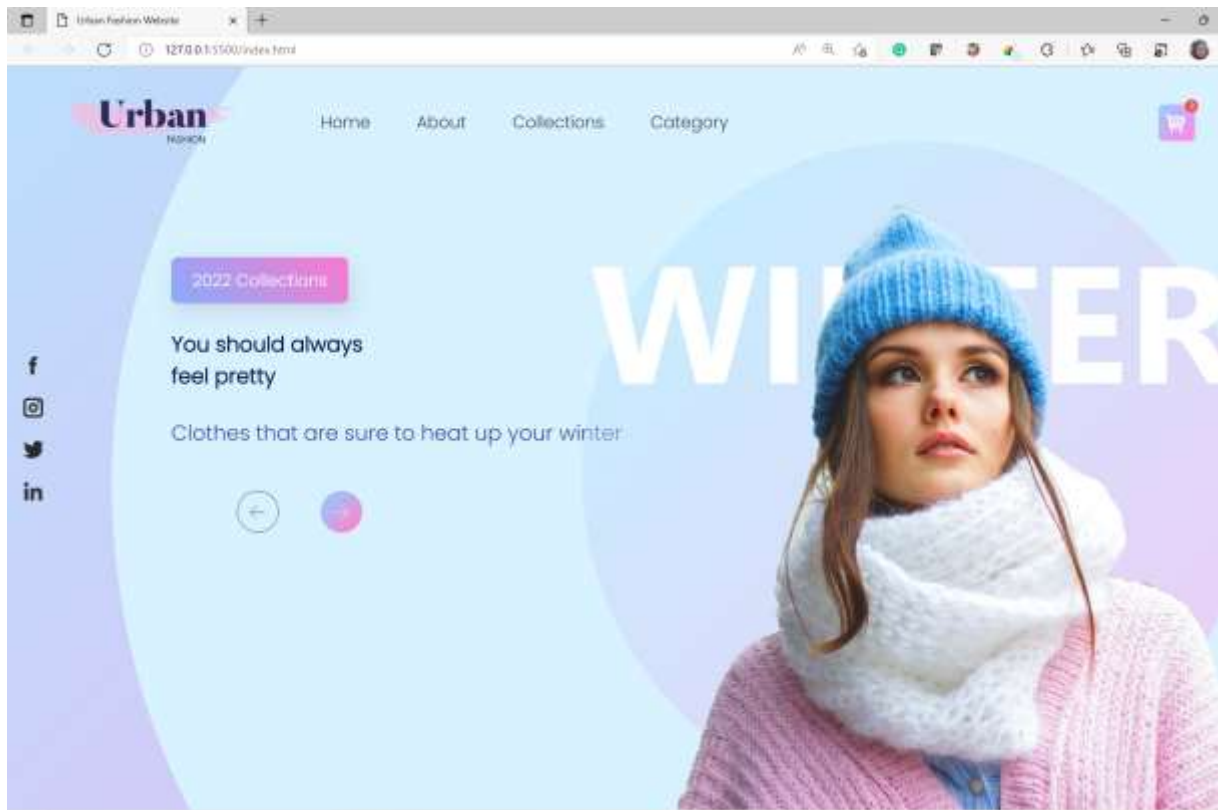 Urban Fashion Website
127.0.0.1:5500/index.html
Urban
FASHION
Home About Collections Category
2022 Collections
WINTER
You should always
feel pretty
Clothes that are sure to heat up your winter
f
in